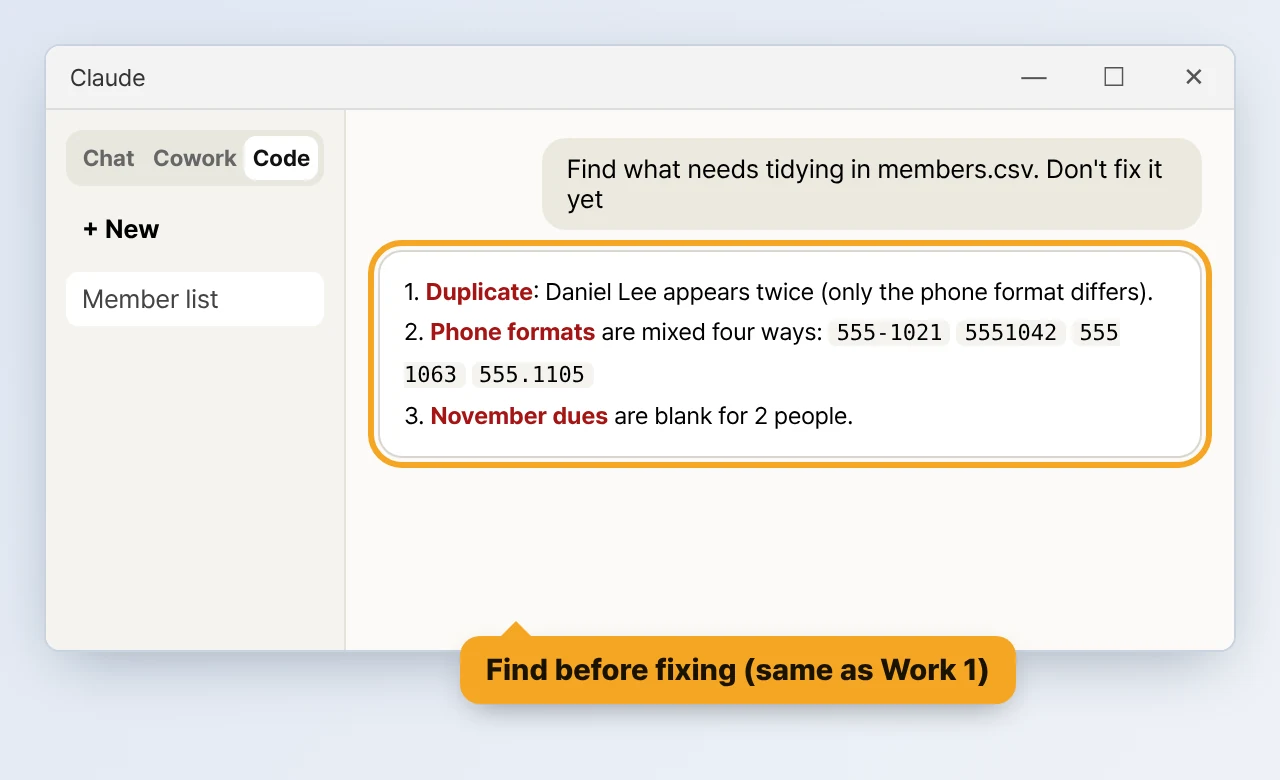 Claude
Chat Cowork Code
+ New
Member list
Find what needs tidying in members.csv. Don't fix it
yet
1. Duplicate: Daniel Lee appears twice (only the phone format differs).
2. Phone formats are mixed four ways: 555-1021 5551042 555
1063 555.1105
3. November dues are blank for 2 people.
Find before fixing (same as Work 1)